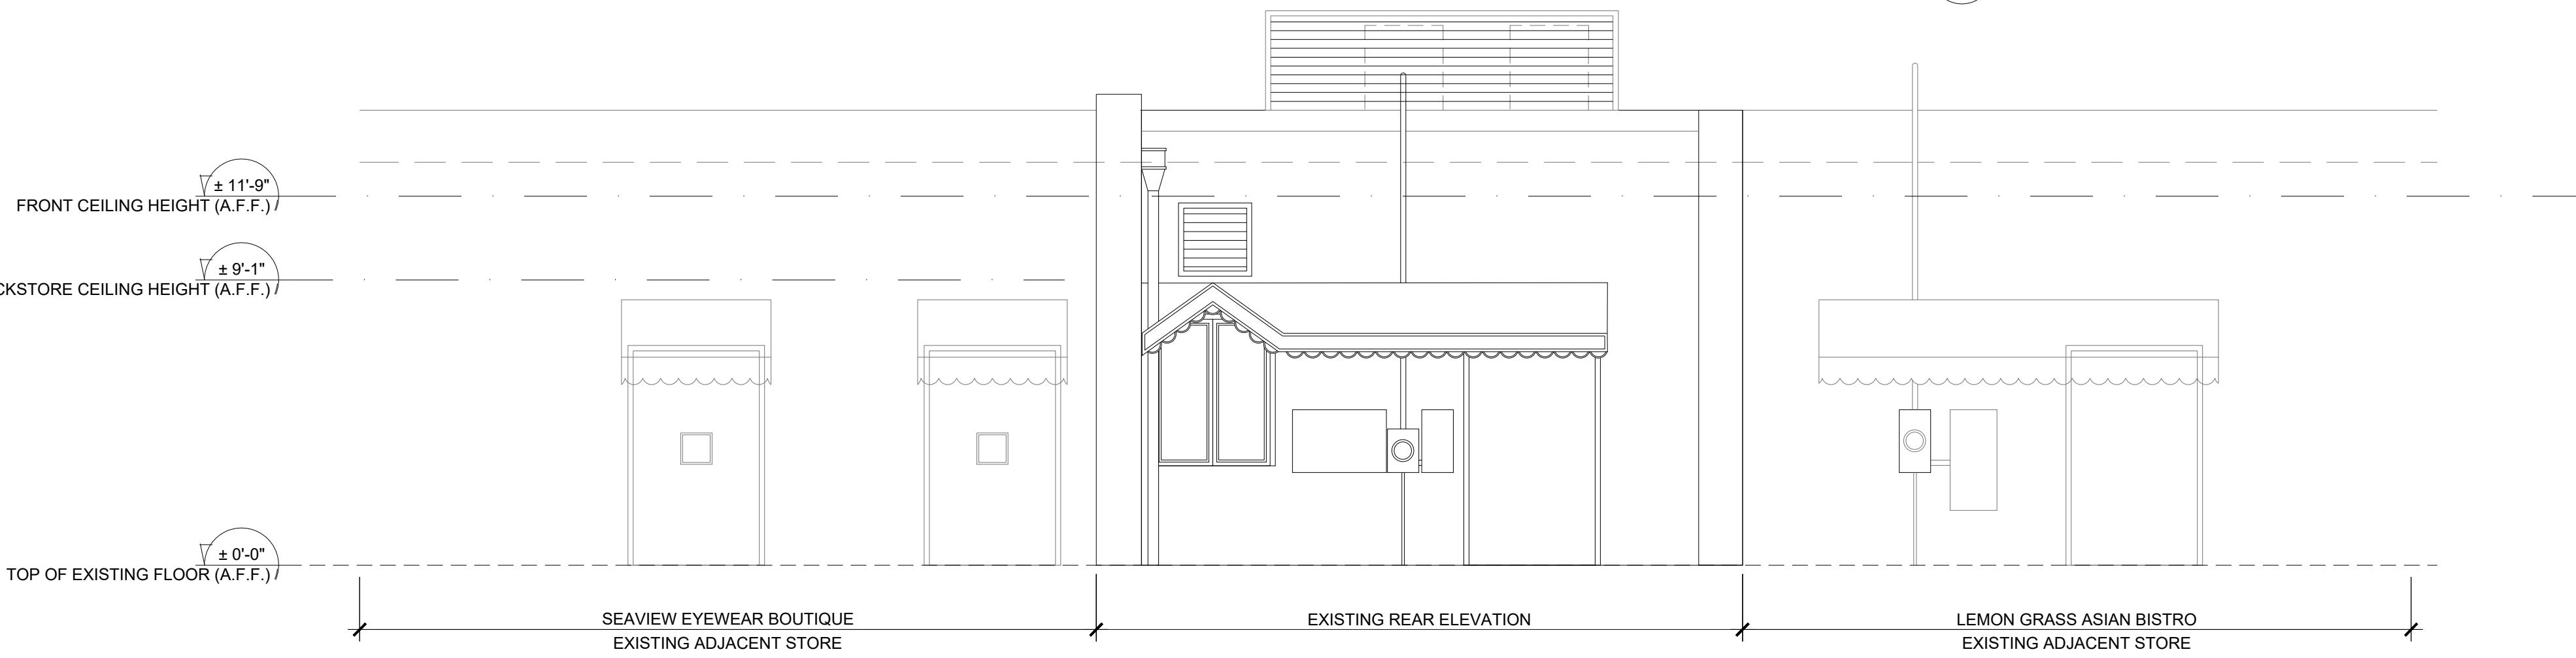 ± 11'-9"
FRONT CEILING HEIGHT (A.F.F.)
± 9'-1"
CEILING HEIGHT (A.F.F.)
± 0'-0"
TOP OF EXISTING FLOOR (A.F.F.)
SEAVIEW EYEWEAR BOUTIQUE
EXISTING ADJACENT STORE
EXISTING REAR ELEVATION
LEMON GRASS ASIAN BISTRO
EXISTING ADJACENT STORE